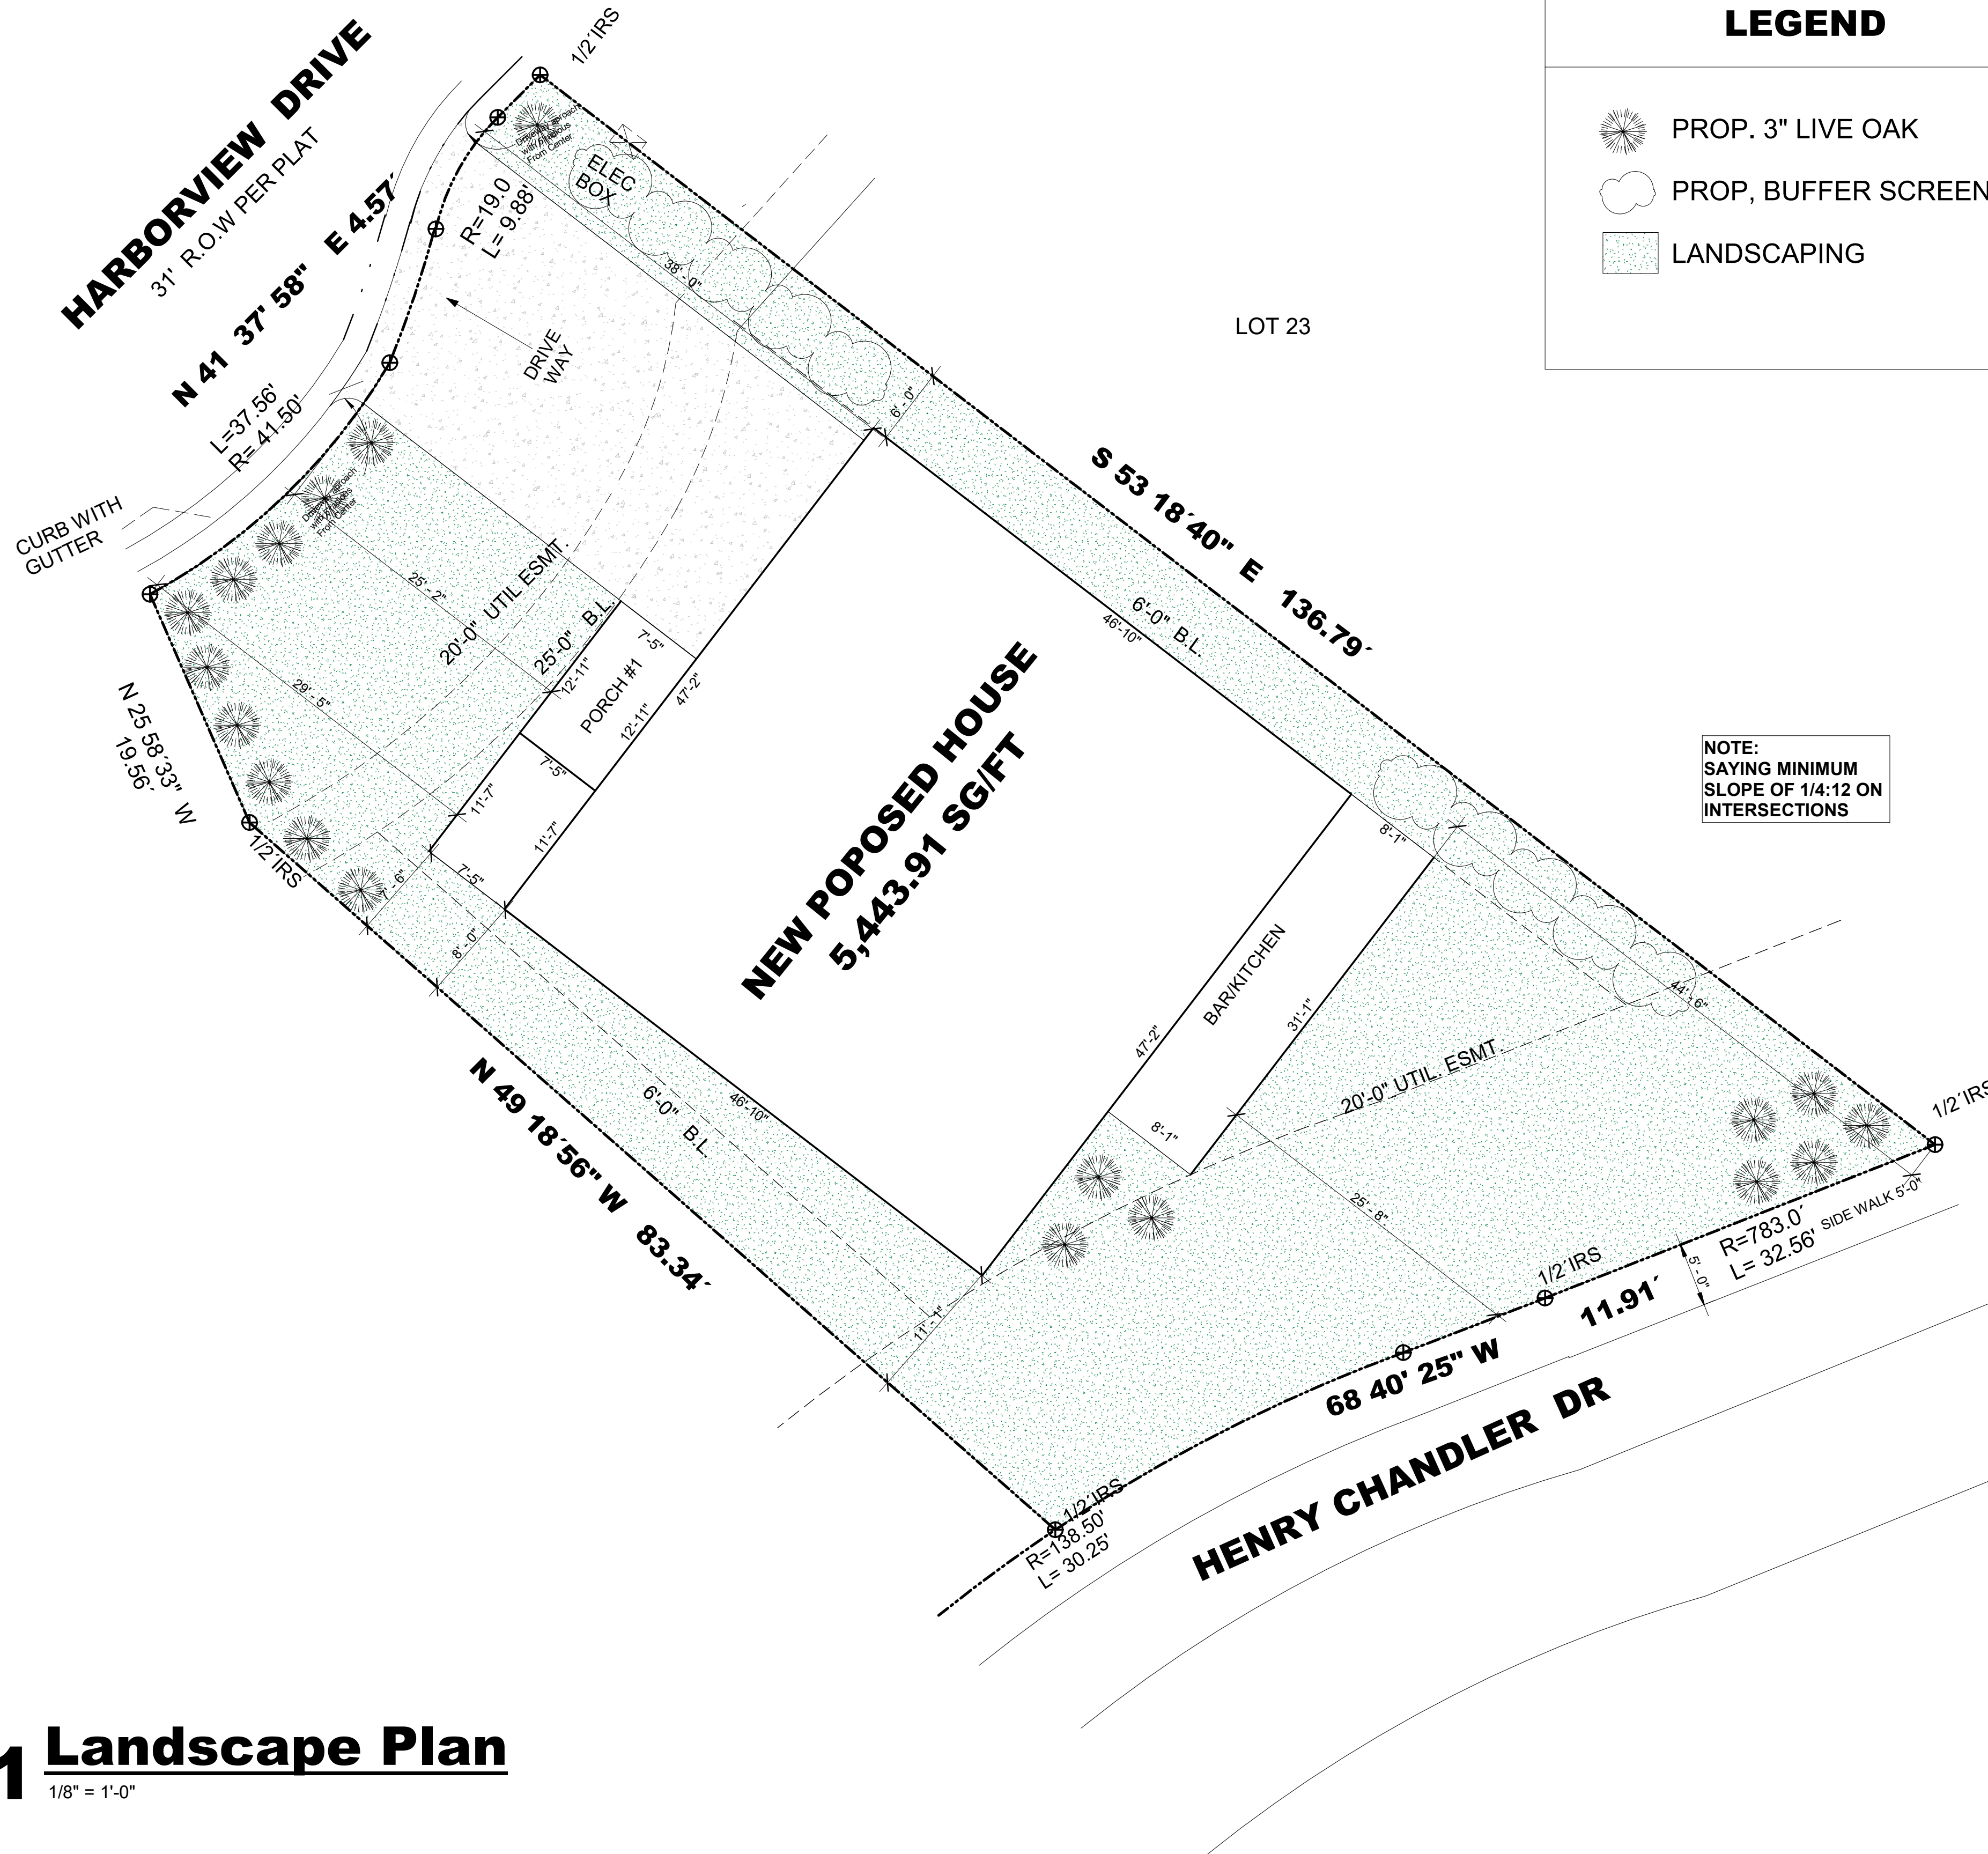 LEGEND
PROP. 3" LIVE OAK
PROP, BUFFER SCREEN
LANDSCAPING
HARBORVIEW DRIVE
31' R.O.W PER PLAT
N 41 37' 58" E 4.57'
1/2´IRS
ELEC
BOX
R=19.0
L= 9.88'
38' - 0"
6' - 0"
DRIVE
WAY
LOT 23
L=37.56'
R= 41.50'
CURB WITH
GUTTER
From Center
From Center
S 53 18´40" E 136.79´
25' - 2"
20'-0" UTIL ESMT.
25'-0" B.L.
6'-0" B.L.
46'-10"
7'-5"
12'-11"
PORCH #1
12'-11"
47'-2"
29' - 5"
7'-5"
11'-7"
11'-7"
N 25 58´33" W
19.56´
1/2´IRS
7' - 6"
7'-5"
8' - 0"
NEW POPOSED HOUSE
5,443.91 SG/FT
NOTE:
SAYING MINIMUM
SLOPE OF 1/4:12 ON
INTERSECTIONS
8'-1"
BAR/KITCHEN
47'-2"
31'-1"
44' - 6"
20'-0" UTIL. ESMT.
8'-1"
25' - 8"
N 49 18´56" W 83.34´
6'-0" B.L.
46'-10"
11' - 1"
1/2´IRS
SIDE WALK 5'-0"
R=783.0´
L= 32.56'
5' - 0"
1/2´IRS
11.91´
68 40' 25" W
HENRY CHANDLER DR
1/2´IRS
R=138.50'
L= 30.25'
1 Landscape Plan
1/8" = 1'-0"